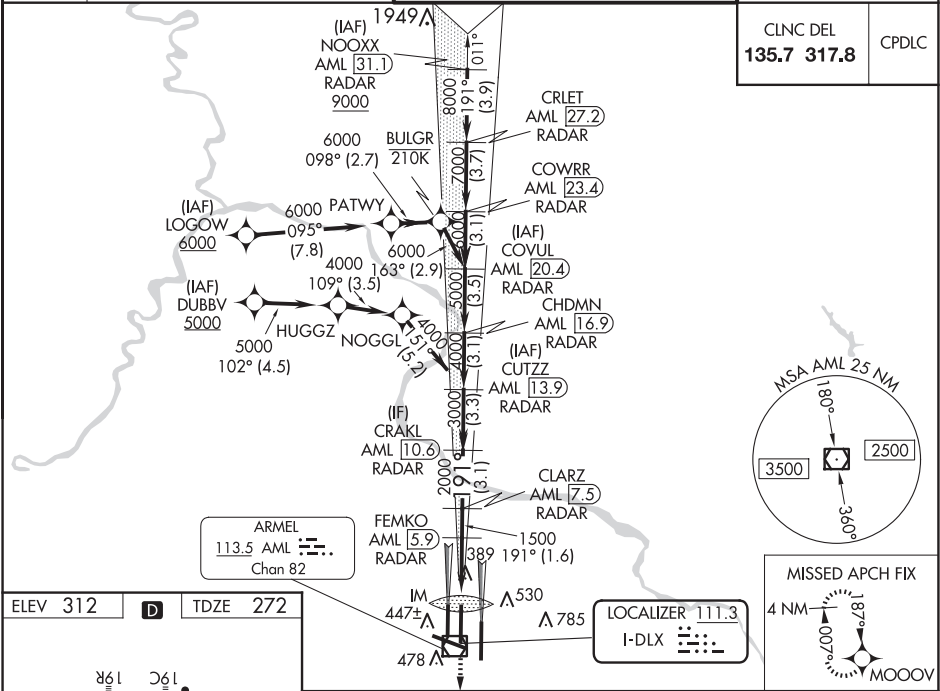 1949
(IAF)
NOOXX
AML 31.1
RADAR
9000
011°
8000
191°
(3.9)
CLNC DEL
135.7 317.8
CPDLC
CRLET
AML 27.2
RADAR
7000
(3.7)
6000
098° (2.7)
BULGR
210K
COWRR
AML 23.4
RADAR
6000
(3.1)
(IAF)
LOGOW
6000
6000
095°
(7.8)
PATWY
6000
163° (2.9)
(IAF)
COVUL
AML 20.4
RADAR
5000
(3.5)
(IAF)
DUBBV
5000
4000
109° (3.5)
HUGGZ
5000
102° (4.5)
NOGGL
4000
151°
(5.2)
CHDMN
AML 16.9
RADAR
4000
(3.1)
(IAF)
CUTZZ
AML 13.9
RADAR
3000
(3.3)
(IF)
CRAKL
AML 10.6
RADAR
2000
191°
(3.1)
CLARZ
AML 7.5
RADAR
MSA AML 25 NM
180°
3500
2500
360°
FEMKO
AML 5.9
RADAR
1500
191° (1.6)
389
ARMEL
113.5 AML
Chan 82
IM
530
447±
785
478
LOCALIZER 111.3
I-DLX
MISSED APCH FIX
4 NM
187°
007°
MOOOV
ELEV 312
D
TDZE 272
19R
19C